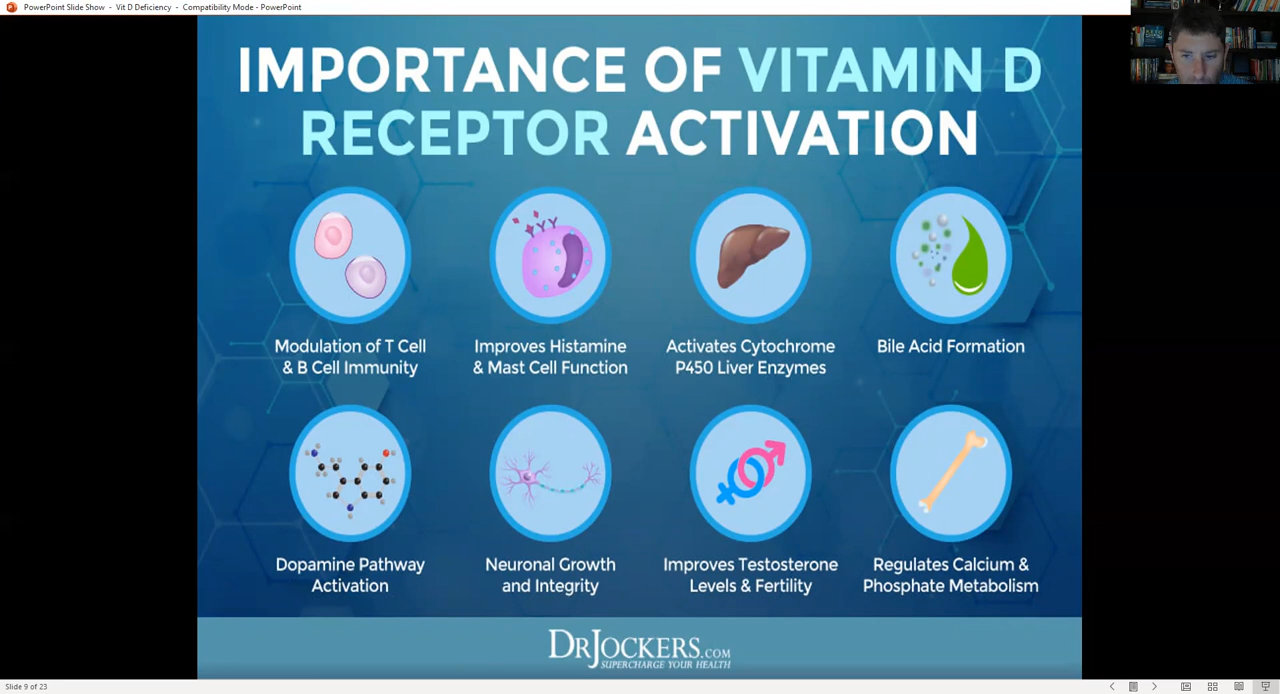 PowerPoint Slide Show - Vit D Deficiency - Compatibility Mode - PowerPoint
IMPORTANCE OF VITAMIN D
RECEPTOR ACTIVATION
Modulation of T Cell
& B Cell Immunity
Improves Histamine
& Mast Cell Function
Activates Cytochrome
P450 Liver Enzymes
Bile Acid Formation
Dopamine Pathway
Activation
Neuronal Growth
and Integrity
Improves Testosterone
Levels & Fertility
Regulates Calcium &
Phosphate Metabolism
DRJOCKERS.COM
SUPERCHARGE YOUR HEALTH
Slide 9 of 23